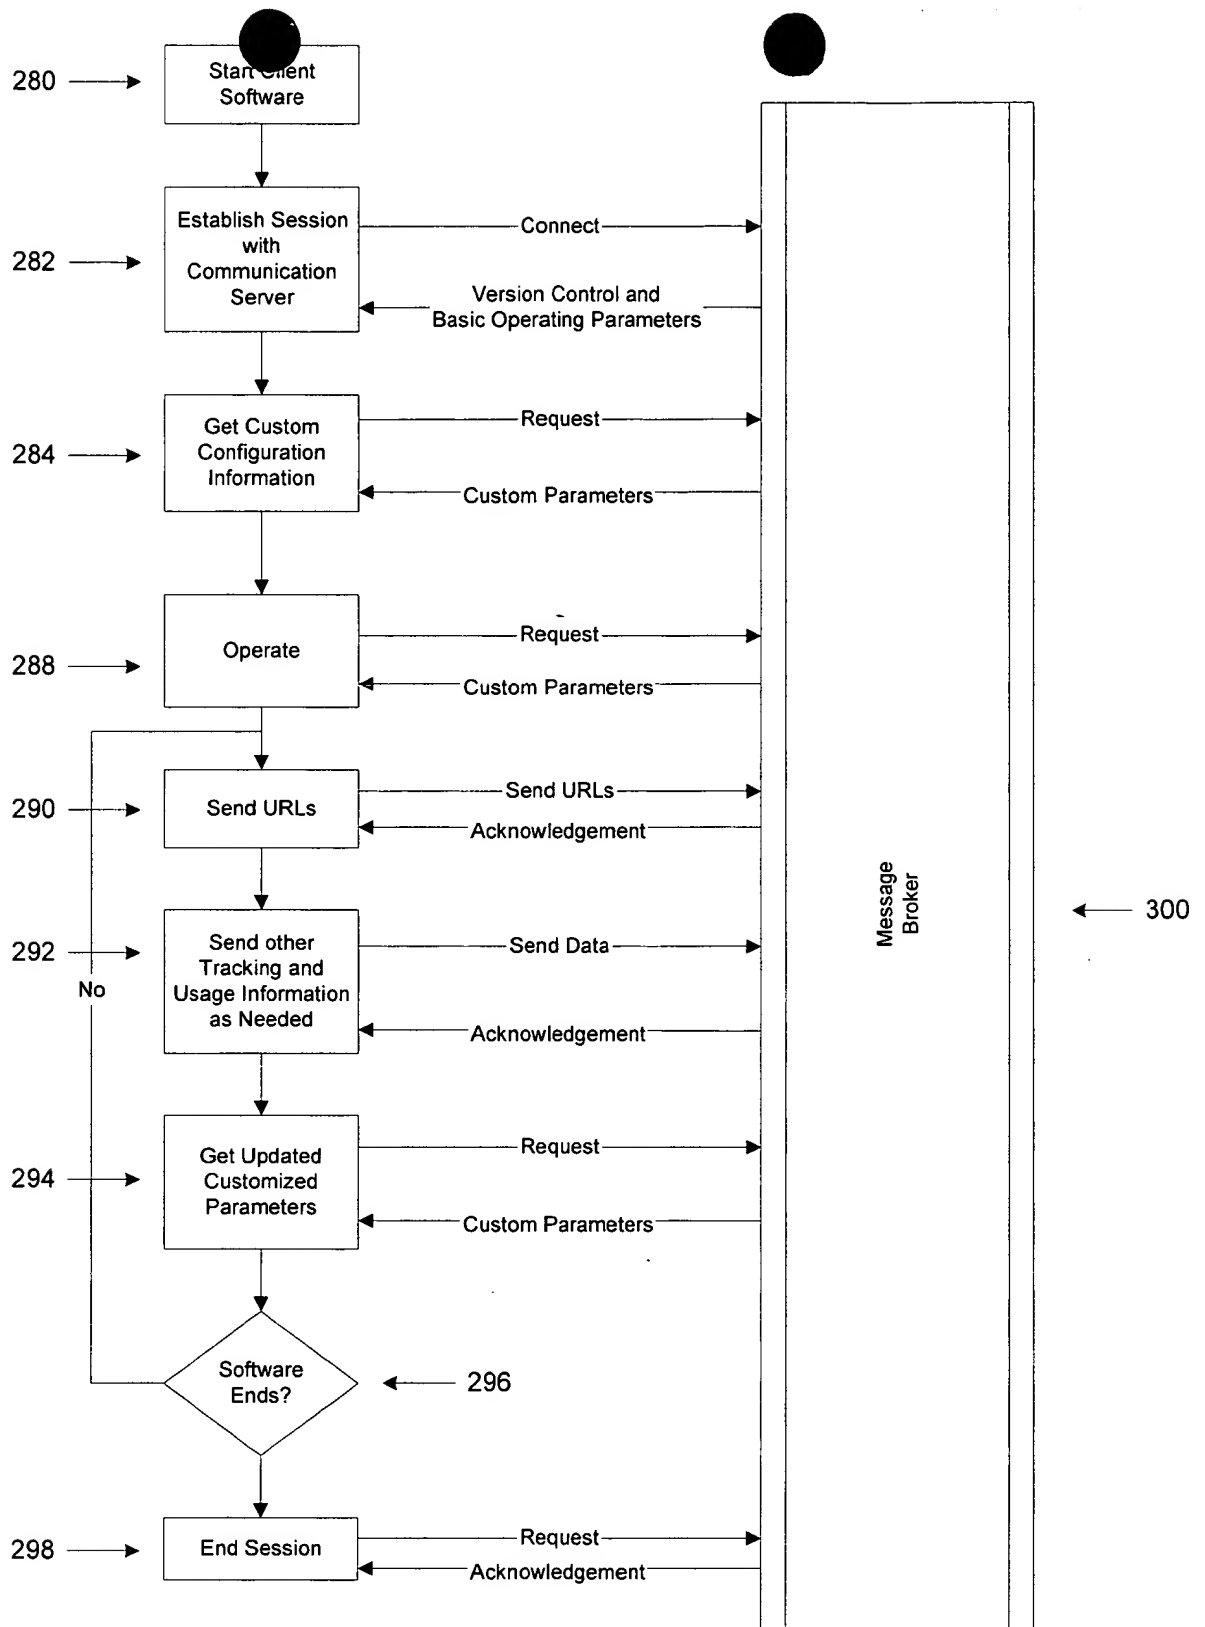 280
Start Client
Software
282
Establish Session
with
Communication
Server
Connect
Version Control and
Basic Operating Parameters
284
Get Custom
Configuration
Information
Request
Custom Parameters
288
Operate
Request
Custom Parameters
290
Send URLs
Send URLs
Acknowledgement
292
Send other
Tracking and
Usage Information
as Needed
Send Data
Acknowledgement
No
Message
Broker
300
294
Get Updated
Customized
Parameters
Request
Custom Parameters
Software
Ends?
296
298
End Session
Request
Acknowledgement